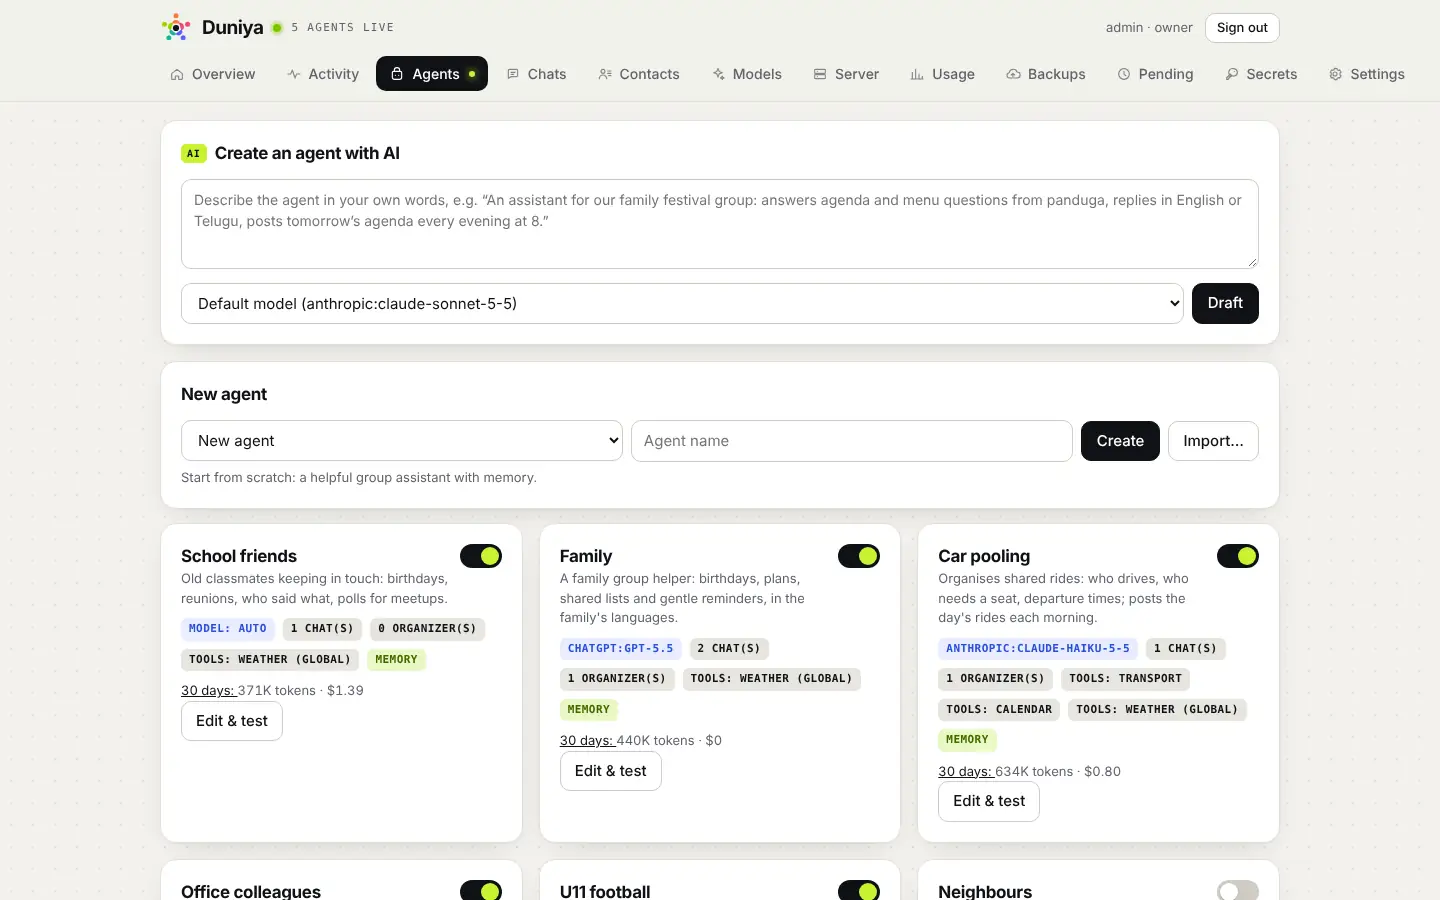 Duniya 5 AGENTS LIVE
admin · owner Sign out
Overview Activity Agents Chats Contacts Models Server Usage Backups Pending Secrets Settings
AI Create an agent with AI
Describe the agent in your own words, e.g. “An assistant for our family festival group: answers agenda and menu questions from panduga, replies in English or
Telugu, posts tomorrow’s agenda every evening at 8.”
Default model (anthropic:claude-sonnet-5-5) Draft
New agent
New agent Agent name Create Import...
Start from scratch: a helpful group assistant with memory.
School friends
Old classmates keeping in touch: birthdays,
reunions, who said what, polls for meetups.
MODEL: AUTO 1 CHAT(S) 0 ORGANIZER(S)
TOOLS: WEATHER (GLOBAL) MEMORY
30 days: 371K tokens · $1.39
Edit & test
Family
A family group helper: birthdays, plans,
shared lists and gentle reminders, in the
family's languages.
CHATGPT:GPT-5.5 2 CHAT(S)
1 ORGANIZER(S) TOOLS: WEATHER (GLOBAL)
MEMORY
30 days: 440K tokens · $0
Edit & test
Car pooling
Organises shared rides: who drives, who
needs a seat, departure times; posts the
day's rides each morning.
ANTHROPIC:CLAUDE-HAIKU-5-5 1 CHAT(S)
1 ORGANIZER(S) TOOLS: TRANSPORT
TOOLS: CALENDAR TOOLS: WEATHER (GLOBAL)
MEMORY
30 days: 634K tokens · $0.80
Edit & test
Office colleagues
U11 football
Neighbours